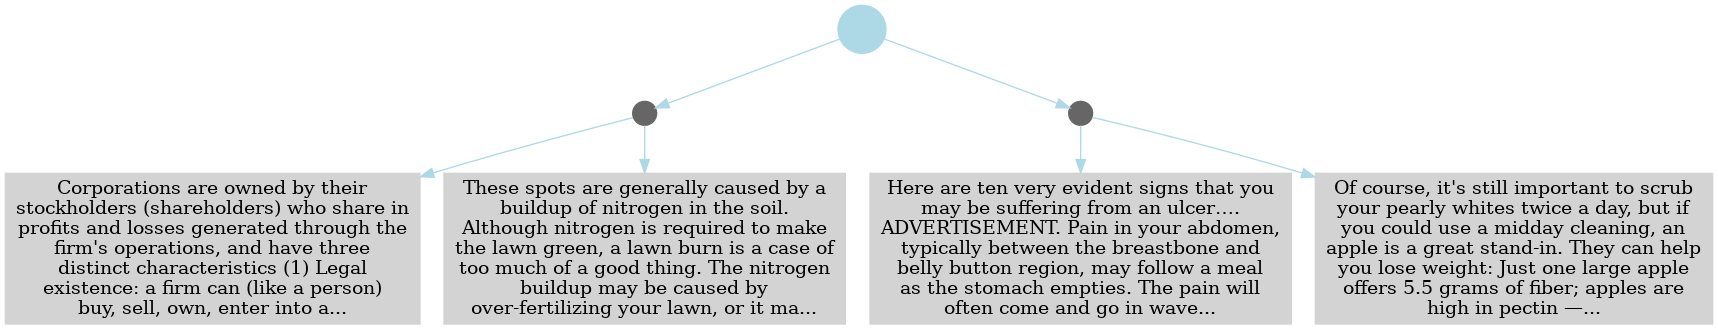 Corporations are owned by their
stockholders (shareholders) who share in
profits and losses generated through the
firm's operations, and have three
distinct characteristics (1) Legal
existence: a firm can (like a person)
buy, sell, own, enter into a...
These spots are generally caused by a
buildup of nitrogen in the soil.
Although nitrogen is required to make
the lawn green, a lawn burn is a case of
too much of a good thing. The nitrogen
buildup may be caused by
over-fertilizing your lawn, or it ma...
Here are ten very evident signs that you
may be suffering from an ulcer....
ADVERTISEMENT. Pain in your abdomen,
typically between the breastbone and
belly button region, may follow a meal
as the stomach empties. The pain will
often come and go in wave...
Of course, it's still important to scrub
your pearly whites twice a day, but if
you could use a midday cleaning, an
apple is a great stand-in. They can help
you lose weight: Just one large apple
offers 5.5 grams of fiber; apples are
high in pectin —...